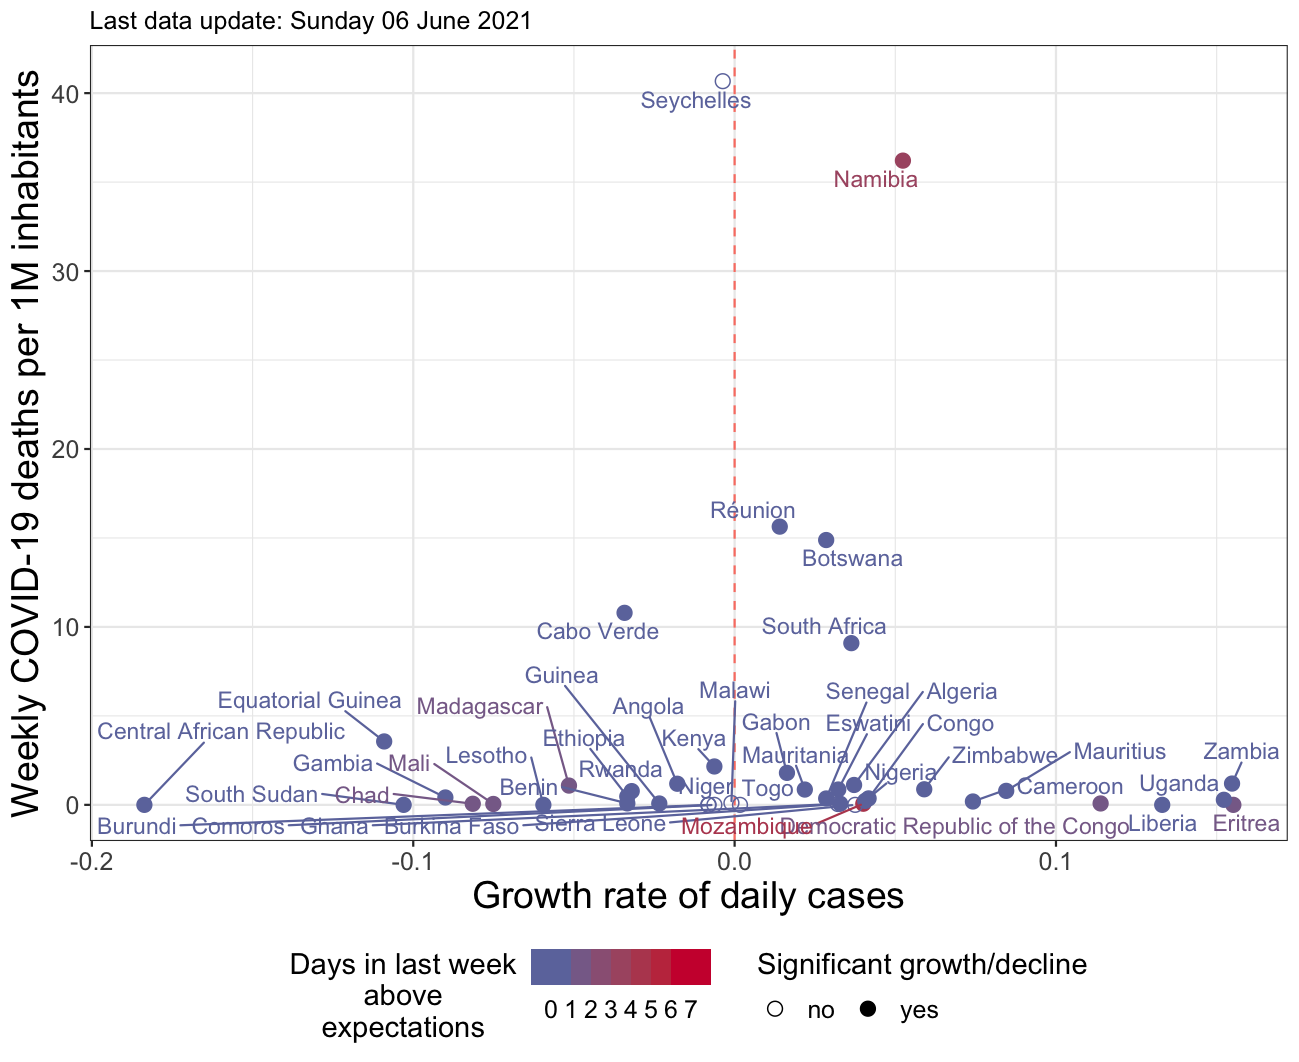 Last data update: Sunday 06 June 2021
Weekly COVID-19 deaths per 1M inhabitants
40
30
20
10
0
Seychelles
Namibia
Réunion
Botswana
Cabo Verde
South Africa
Guinea
Malawi
Senegal
Algeria
Equatorial Guinea
Madagascar
Angola
Gabon
Eswatini
Congo
Central African Republic
Ethiopia
Kenya
Gambia
Mali
Lesotho
Rwanda
Mauritania
Nigeria
Zimbabwe
Mauritius
Zambia
South Sudan
Chad
Benin
Niger
Togo
Cameroon
Uganda
Burundi
Comoros
Ghana
Burkina Faso
Sierra Leone
Mozambique
Democratic Republic of the Congo
Liberia
Eritrea
-0.2
-0.1
0.0
0.1
Growth rate of daily cases
Days in last week
above
expectations
0 1 2 3 4 5 6 7
Significant growth/decline
no
yes